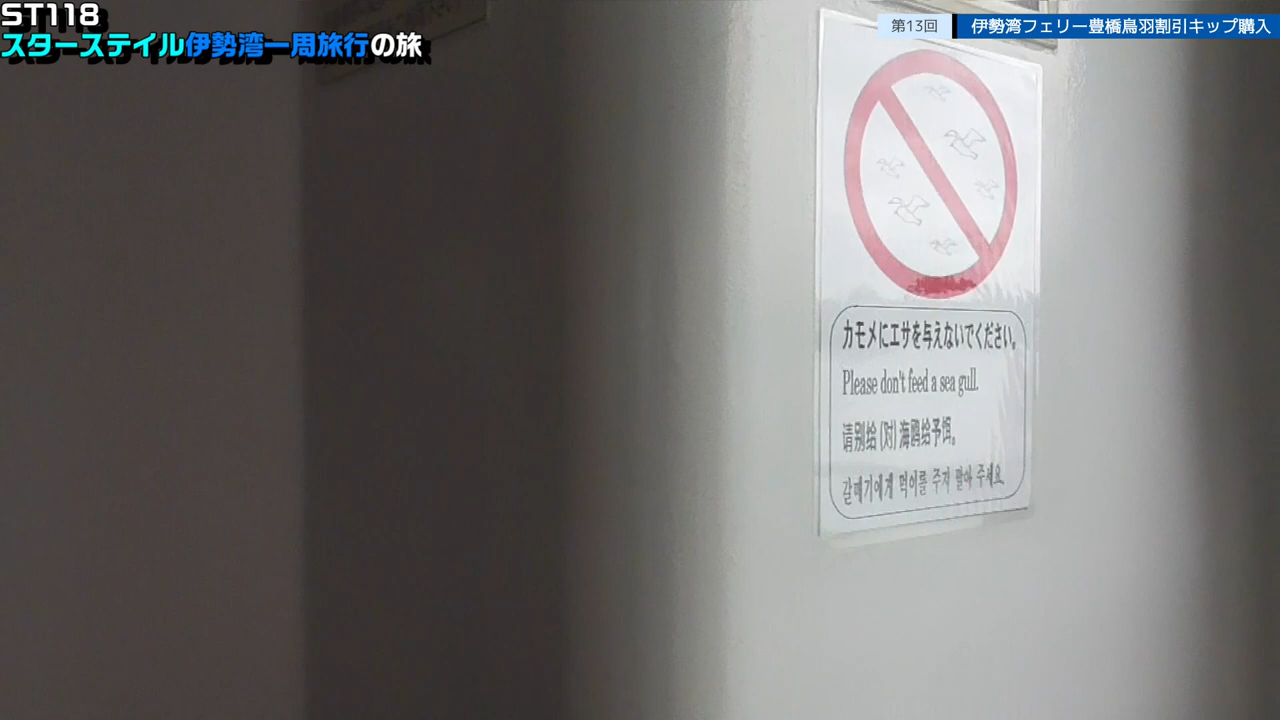 ST118
スターステイル伊勢湾一周旅行の旅
第13回
伊勢湾フェリー豊橋鳥羽割引キップ購入
カモメにエサを与えないでください。
Please don't feed a sea gull.
请别给(对)海鸥给予饵。
갈매기에게 먹이를 주지 말아 주세요